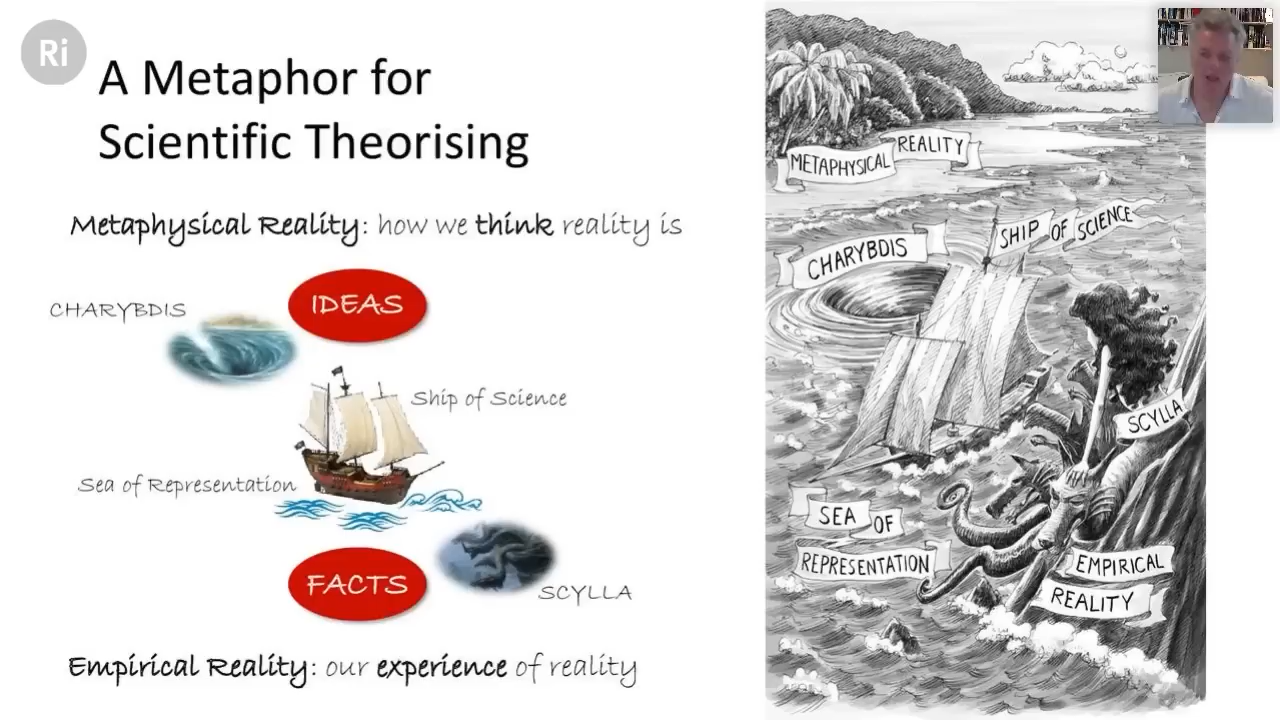 Ri
A Metaphor for
Scientific Theorising
Metaphysical Reality: how we think reality is
CHARYBDIS
IDEAS
Ship of Science
Sea of Representation
FACTS
SCYLLA
Empirical Reality: our experience of reality
METAPHYSICAL REALITY
CHARYBDIS
SHIP OF SCIENCE
SCYLLA
SEA OF
REPRESENTATION
EMPIRICAL
REALITY